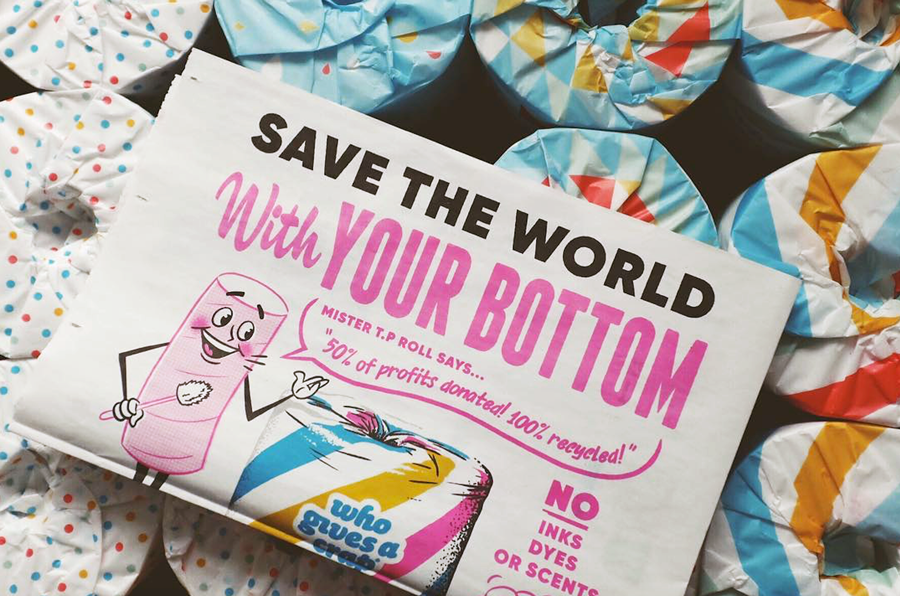 SAVE THE WORLD
With YOUR BOTTOM
MISTER T.P ROLL SAYS...
"50% of profits donated! 100% recycled!"
who
gives a
crap
NO
INKS
DYES
OR SCENTS